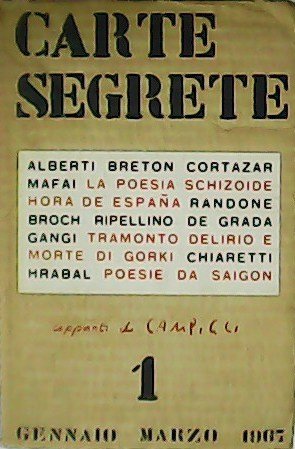 CARTE
SEGRETE
ALBERTI BRETON CORTAZAR
MAFAI LA POESIA SCHIZOIDE
HORA DE ESPAÑA RANDONE
BROCH RIPELLINO DE GRADA
GANGI TRAMONTO DELIRIO E
MORTE DI GORKI CHIARETTI
HRABAL POESIE DA SAIGON
1
GENNAIO MARZO 1967